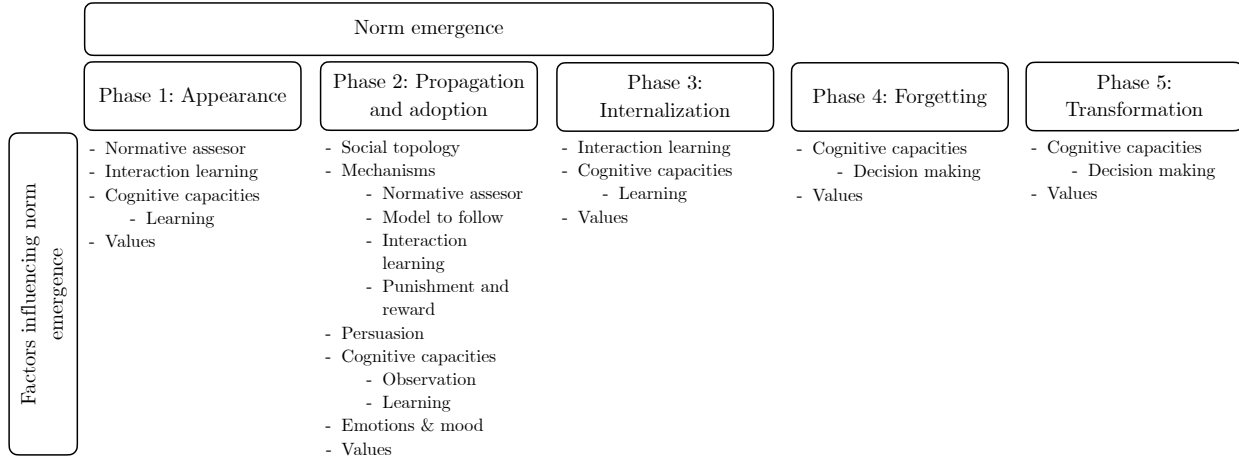 Norm emergence
Phase 1: Appearance
Phase 2: Propagation
and adoption
Phase 3:
Internalization
Phase 4: Forgetting
Phase 5:
Transformation
Factors influencing norm
emergence
- Normative assesor
- Interaction learning
- Cognitive capacities
- Learning
- Values
- Social topology
- Mechanisms
- Normative assesor
- Model to follow
- Interaction
learning
- Punishment and
reward
- Persuasion
- Cognitive capacities
- Observation
- Learning
- Emotions & mood
- Values
- Interaction learning
- Cognitive capacities
- Learning
- Values
- Cognitive capacities
- Decision making
- Values
- Cognitive capacities
- Decision making
- Values